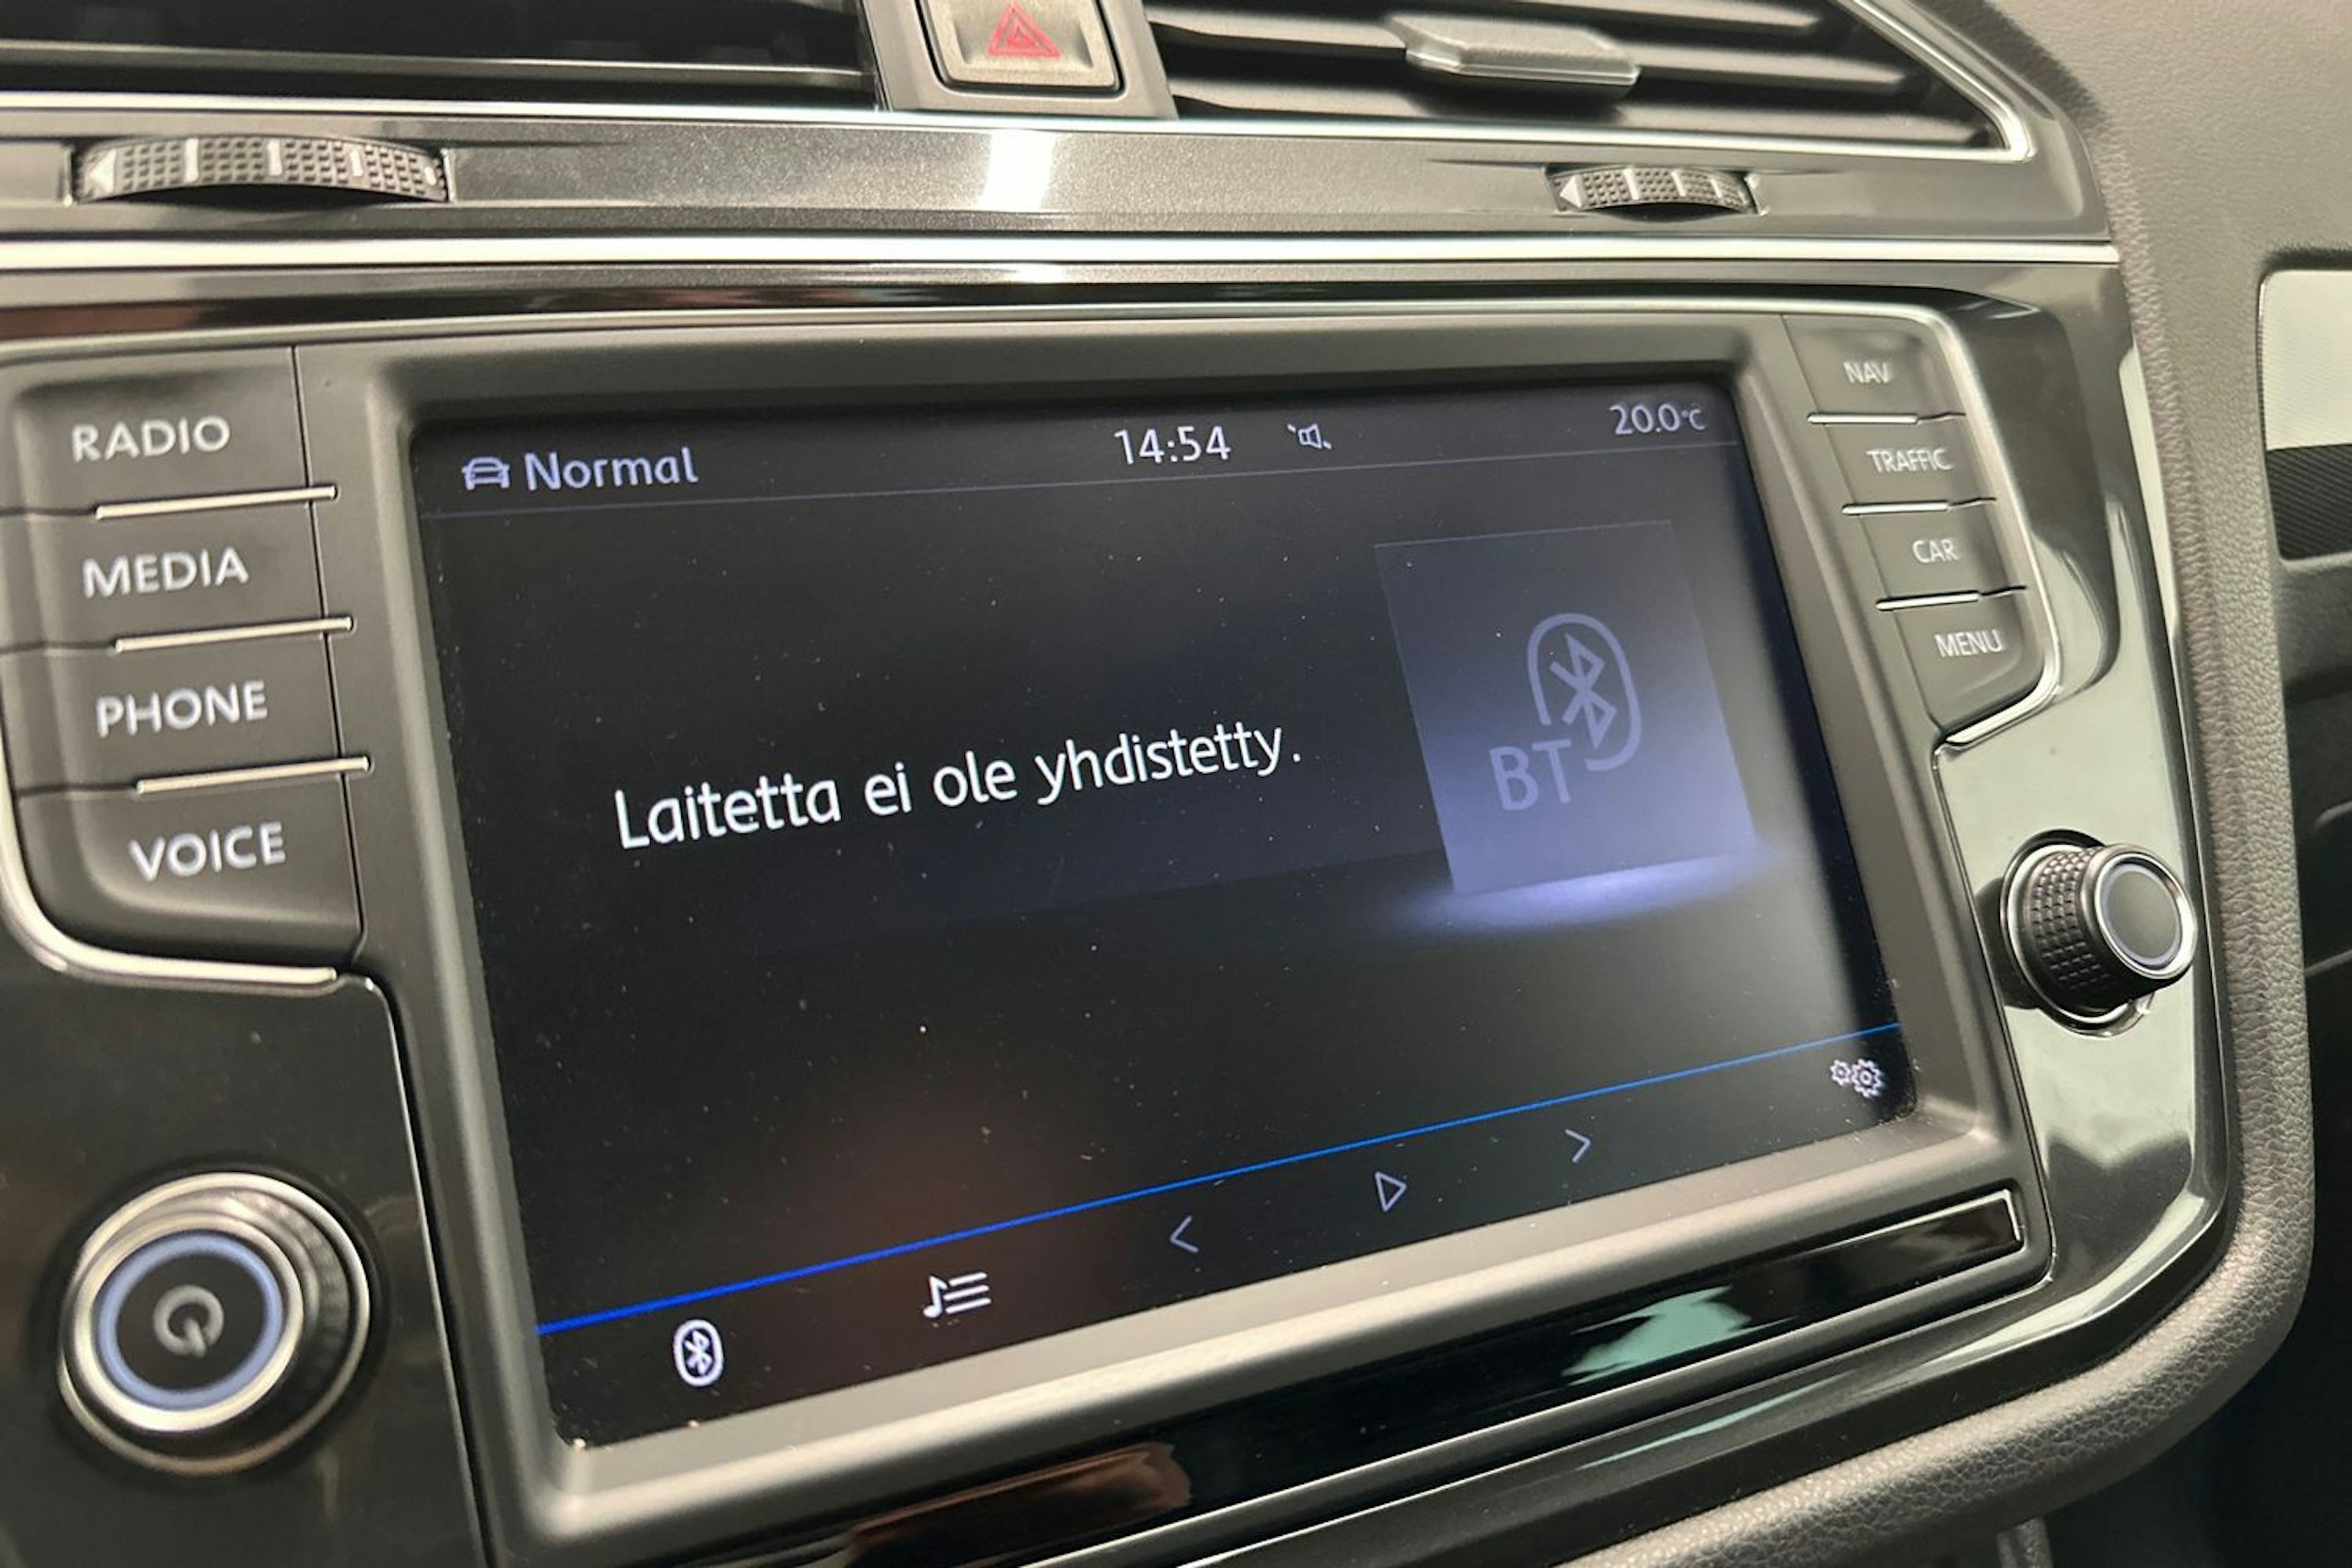 RADIO
MEDIA
PHONE
VOICE
Normal
14:54
20.0°C
Laitetta ei ole yhdistetty.
BT
NAV
TRAFFIC
CAR
MENU